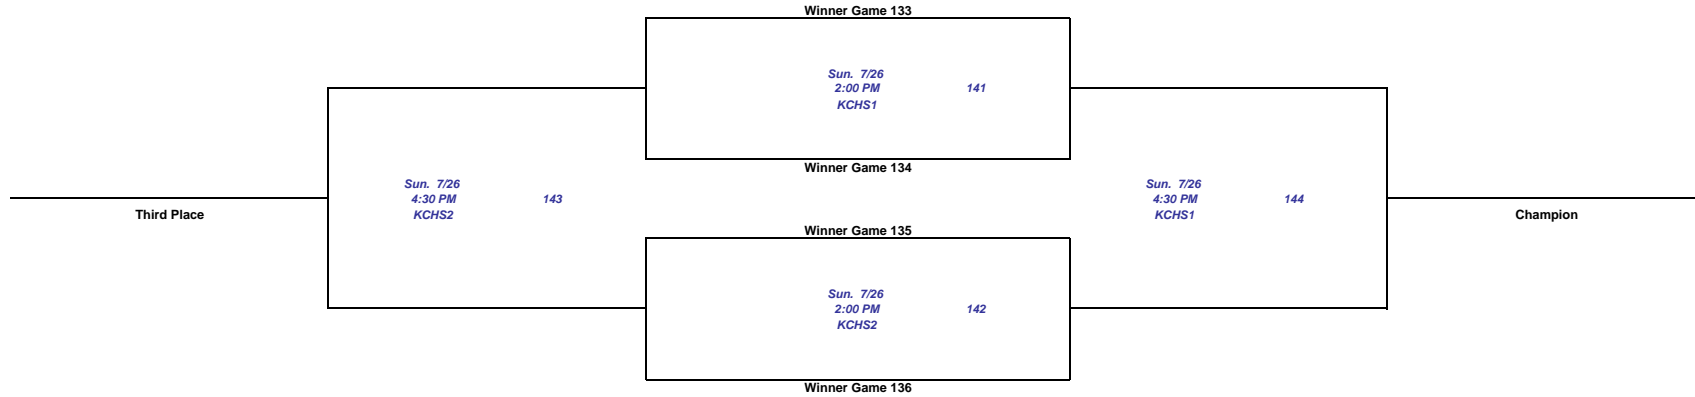 Winner Game 133
Sun. 7/26
2:00 PM 141
KCHS1
Winner Game 134
Sun. 7/26
4:30 PM 143
KCHS2
Third Place
Sun. 7/26
4:30 PM 144
KCHS1
Champion
Winner Game 135
Sun. 7/26
2:00 PM 142
KCHS2
Winner Game 136